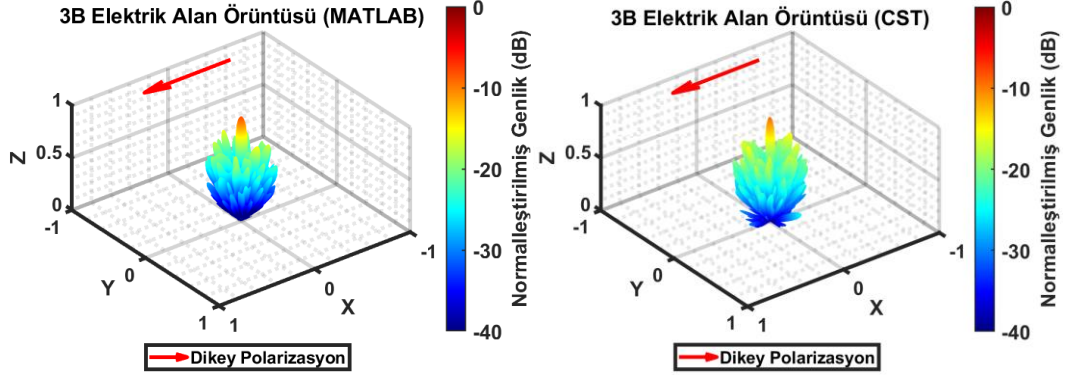 3B Elektrik Alan Örüntüsü (MATLAB)
1
0.5
0
Z
-1
0
1
Y
1
0
-1
X
0
-10
-20
-30
-40
Normalleştirilmiş Genlik (dB)
Dikey Polarizasyon
3B Elektrik Alan Örüntüsü (CST)
1
0.5
0
Z
-1
0
1
Y
1
0
-1
X
0
-10
-20
-30
-40
Normalleştirilmiş Genlik (dB)
Dikey Polarizasyon